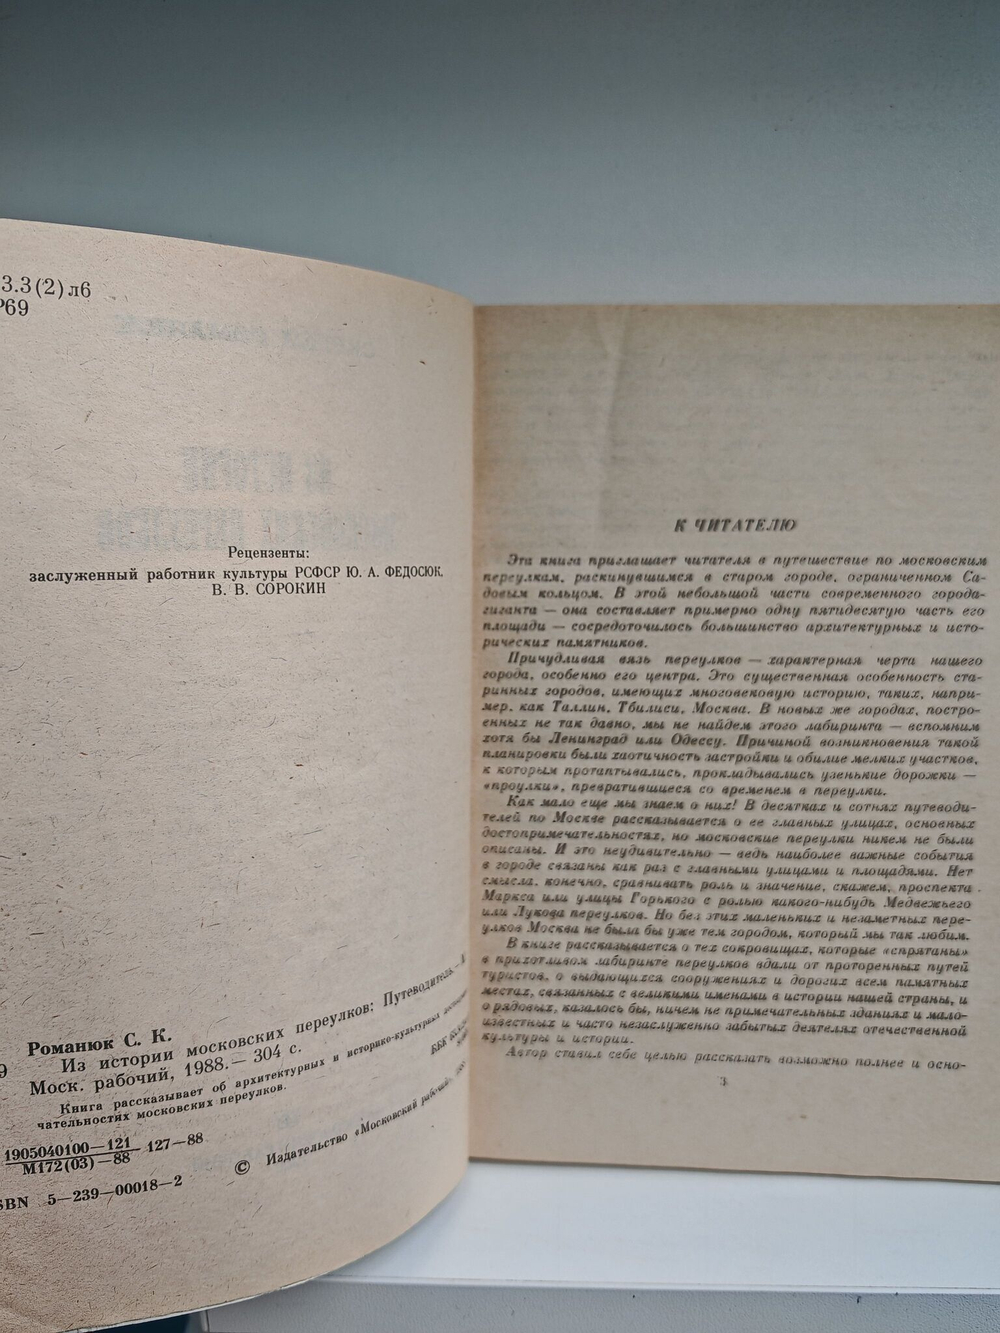 3.3(2)л6
Р69
Рецензенты:
заслуженный работник культуры РСФСР Ю. А. ФЕДОСЮК,
В. В. СОРОКИН
Романюк С. К.
9 Из истории московских переулков: Путеводитель.—
Моск. рабочий, 1988.— 304 с.
Книга рассказывает об архитектурных и историко-культурных
чательностях московских переулков.
ББК
1905040100—121
М172(03)—88
127—88
© Издательство «Московский рабочий»,
SBN 5—239—00018—2
К ЧИТАТЕЛЮ
Эта книга приглашает читателя в путешествие по московским
переулкам, раскинувшимся в старом городе, ограниченном Са-
довым кольцом. В этой небольшой части современного города-
гиганта — она составляет примерно одну пятидесятую часть его
площади — сосредоточилось большинство архитектурных и исто-
рических памятников.
Причудливая вязь переулков — характерная черта нашего
города, особенно его центра. Это существенная особенность ста-
ринных городов, имеющих многовековую историю, таких, напри-
мер, как Таллин, Тбилиси, Москва. В новых же городах, постро-
енных не так давно, мы не найдем этого лабиринта — вспомним
хотя бы Ленинград или Одессу. Причиной возникновения такой
планировки были хаотичность застройки и обилие мелких участков,
к которым протаптывались, прокладывались узенькие дорожки —
«проулки», превратившиеся со временем в переулки.
Как мало еще мы знаем о них! В десятках и сотнях путеводи-
телей по Москве рассказывается о ее главных улицах, основных
достопримечательностях, но московские переулки никем не были
описаны. И это неудивительно — ведь наиболее важные события
в городе связаны как раз с главными улицами и площадями. Нет
смысла, конечно, сравнивать роль и значение, скажем, проспекта
Маркса или улицы Горького с ролью какого-нибудь Медвежьего
или Лукова переулков. Но без этих маленьких и незаметных пере-
улков Москва не была бы уже тем городом, который мы так любим.
В книге рассказывается о тех сокровищах, которые «спрятаны»
в прихотливом лабиринте переулков вдали от проторенных путей
туристов, о выдающихся сооружениях и дорогих всем памятных
местах, связанных с великими именами в истории нашей страны, и
о рядовых, казалось бы, ничем не примечательных зданиях и мало-
известных и часто незаслуженно забытых деятелях отечественной
культуры и истории.
Автор ставил себе целью рассказать возможно полнее и осно-
3